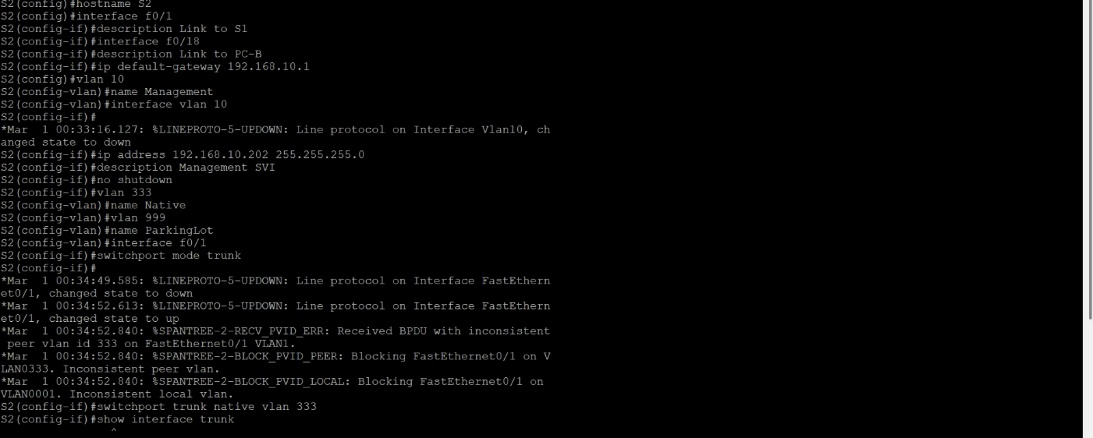 S2(config)#hostname S2
S2(config)#interface f0/1
S2(config-if)#description Link to S1
S2(config-if)#interface f0/18
S2(config-if)#description Link to PC-B
S2(config-if)#ip default-gateway 192.168.10.1
S2(config)#vlan 10
S2(config-vlan)#name Management
S2(config-vlan)#interface vlan 10
S2(config-if)#
*Mar  1 00:33:16.127: %LINEPROTO-5-UPDOWN: Line protocol on Interface Vlan10, ch
anged state to down
S2(config-if)#ip address 192.168.10.202 255.255.255.0
S2(config-if)#description Management SVI
S2(config-if)#no shutdown
S2(config-if)#vlan 333
S2(config-vlan)#name Native
S2(config-vlan)#vlan 999
S2(config-vlan)#name ParkingLot
S2(config-vlan)#interface f0/1
S2(config-if)#switchport mode trunk
S2(config-if)#
*Mar  1 00:34:49.585: %LINEPROTO-5-UPDOWN: Line protocol on Interface FastEthern
et0/1, changed state to down
*Mar  1 00:34:52.613: %LINEPROTO-5-UPDOWN: Line protocol on Interface FastEthern
et0/1, changed state to up
*Mar  1 00:34:52.840: %SPANTREE-2-RECV_PVID_ERR: Received BPDU with inconsistent
 peer vlan id 333 on FastEthernet0/1 VLAN1.
*Mar  1 00:34:52.840: %SPANTREE-2-BLOCK_PVID_PEER: Blocking FastEthernet0/1 on V
LAN0333. Inconsistent peer vlan.
*Mar  1 00:34:52.840: %SPANTREE-2-BLOCK_PVID_LOCAL: Blocking FastEthernet0/1 on
VLAN0001. Inconsistent local vlan.
S2(config-if)#switchport trunk native vlan 333
S2(config-if)#show interface trunk
^